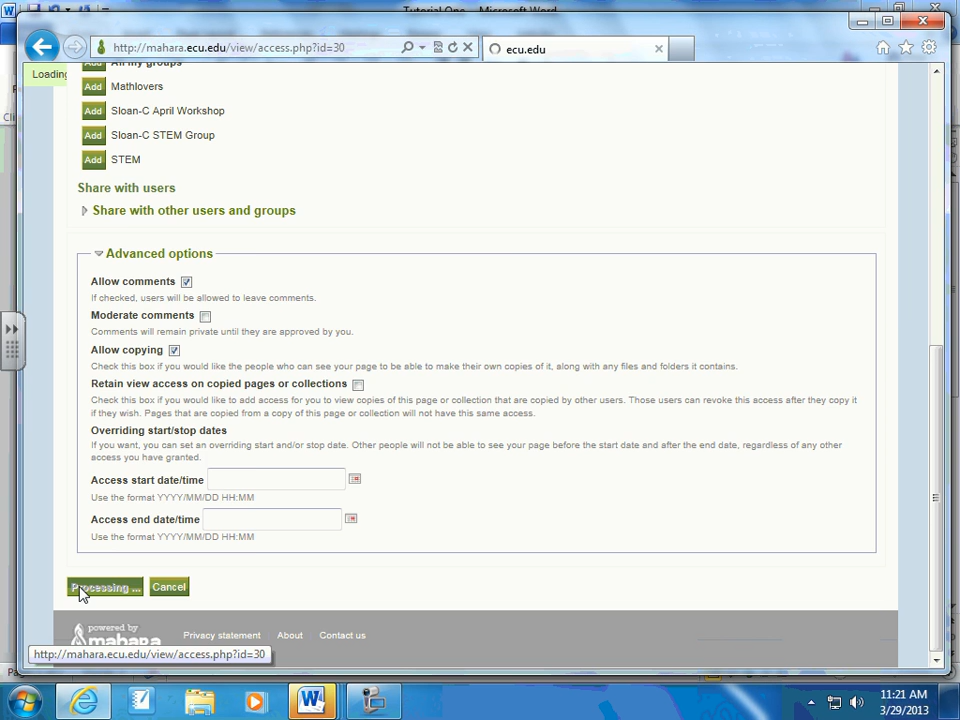 Tutorial One - Microsoft Word
http://mahara.ecu.edu/view/access.php?id=30
ecu.edu
Loading
Add All my groups
Add Mathlovers
Add Sloan-C April Workshop
Add Sloan-C STEM Group
Add STEM
Share with users
Share with other users and groups
Advanced options
Allow comments
If checked, users will be allowed to leave comments.
Moderate comments
Comments will remain private until they are approved by you.
Allow copying
Check this box if you would like the people who can see your page to be able to make their own copies of it, along with any files and folders it contains.
Retain view access on copied pages or collections
Check this box if you would like to add access for you to view copies of this page or collection that are copied by other users. Those users can revoke this access after they copy it
if they wish. Pages that are copied from a copy of this page or collection will not have this same access.
Overriding start/stop dates
If you want, you can set an overriding start and/or stop date. Other people will not be able to see your page before the start date and after the end date, regardless of any other
access you have granted.
Access start date/time
Use the format YYYY/MM/DD HH:MM
Access end date/time
Use the format YYYY/MM/DD HH:MM
Processing ... Cancel
powered by
mahara
Privacy statement About Contact us
http://mahara.ecu.edu/view/access.php?id=30
11:21 AM
3/29/2013